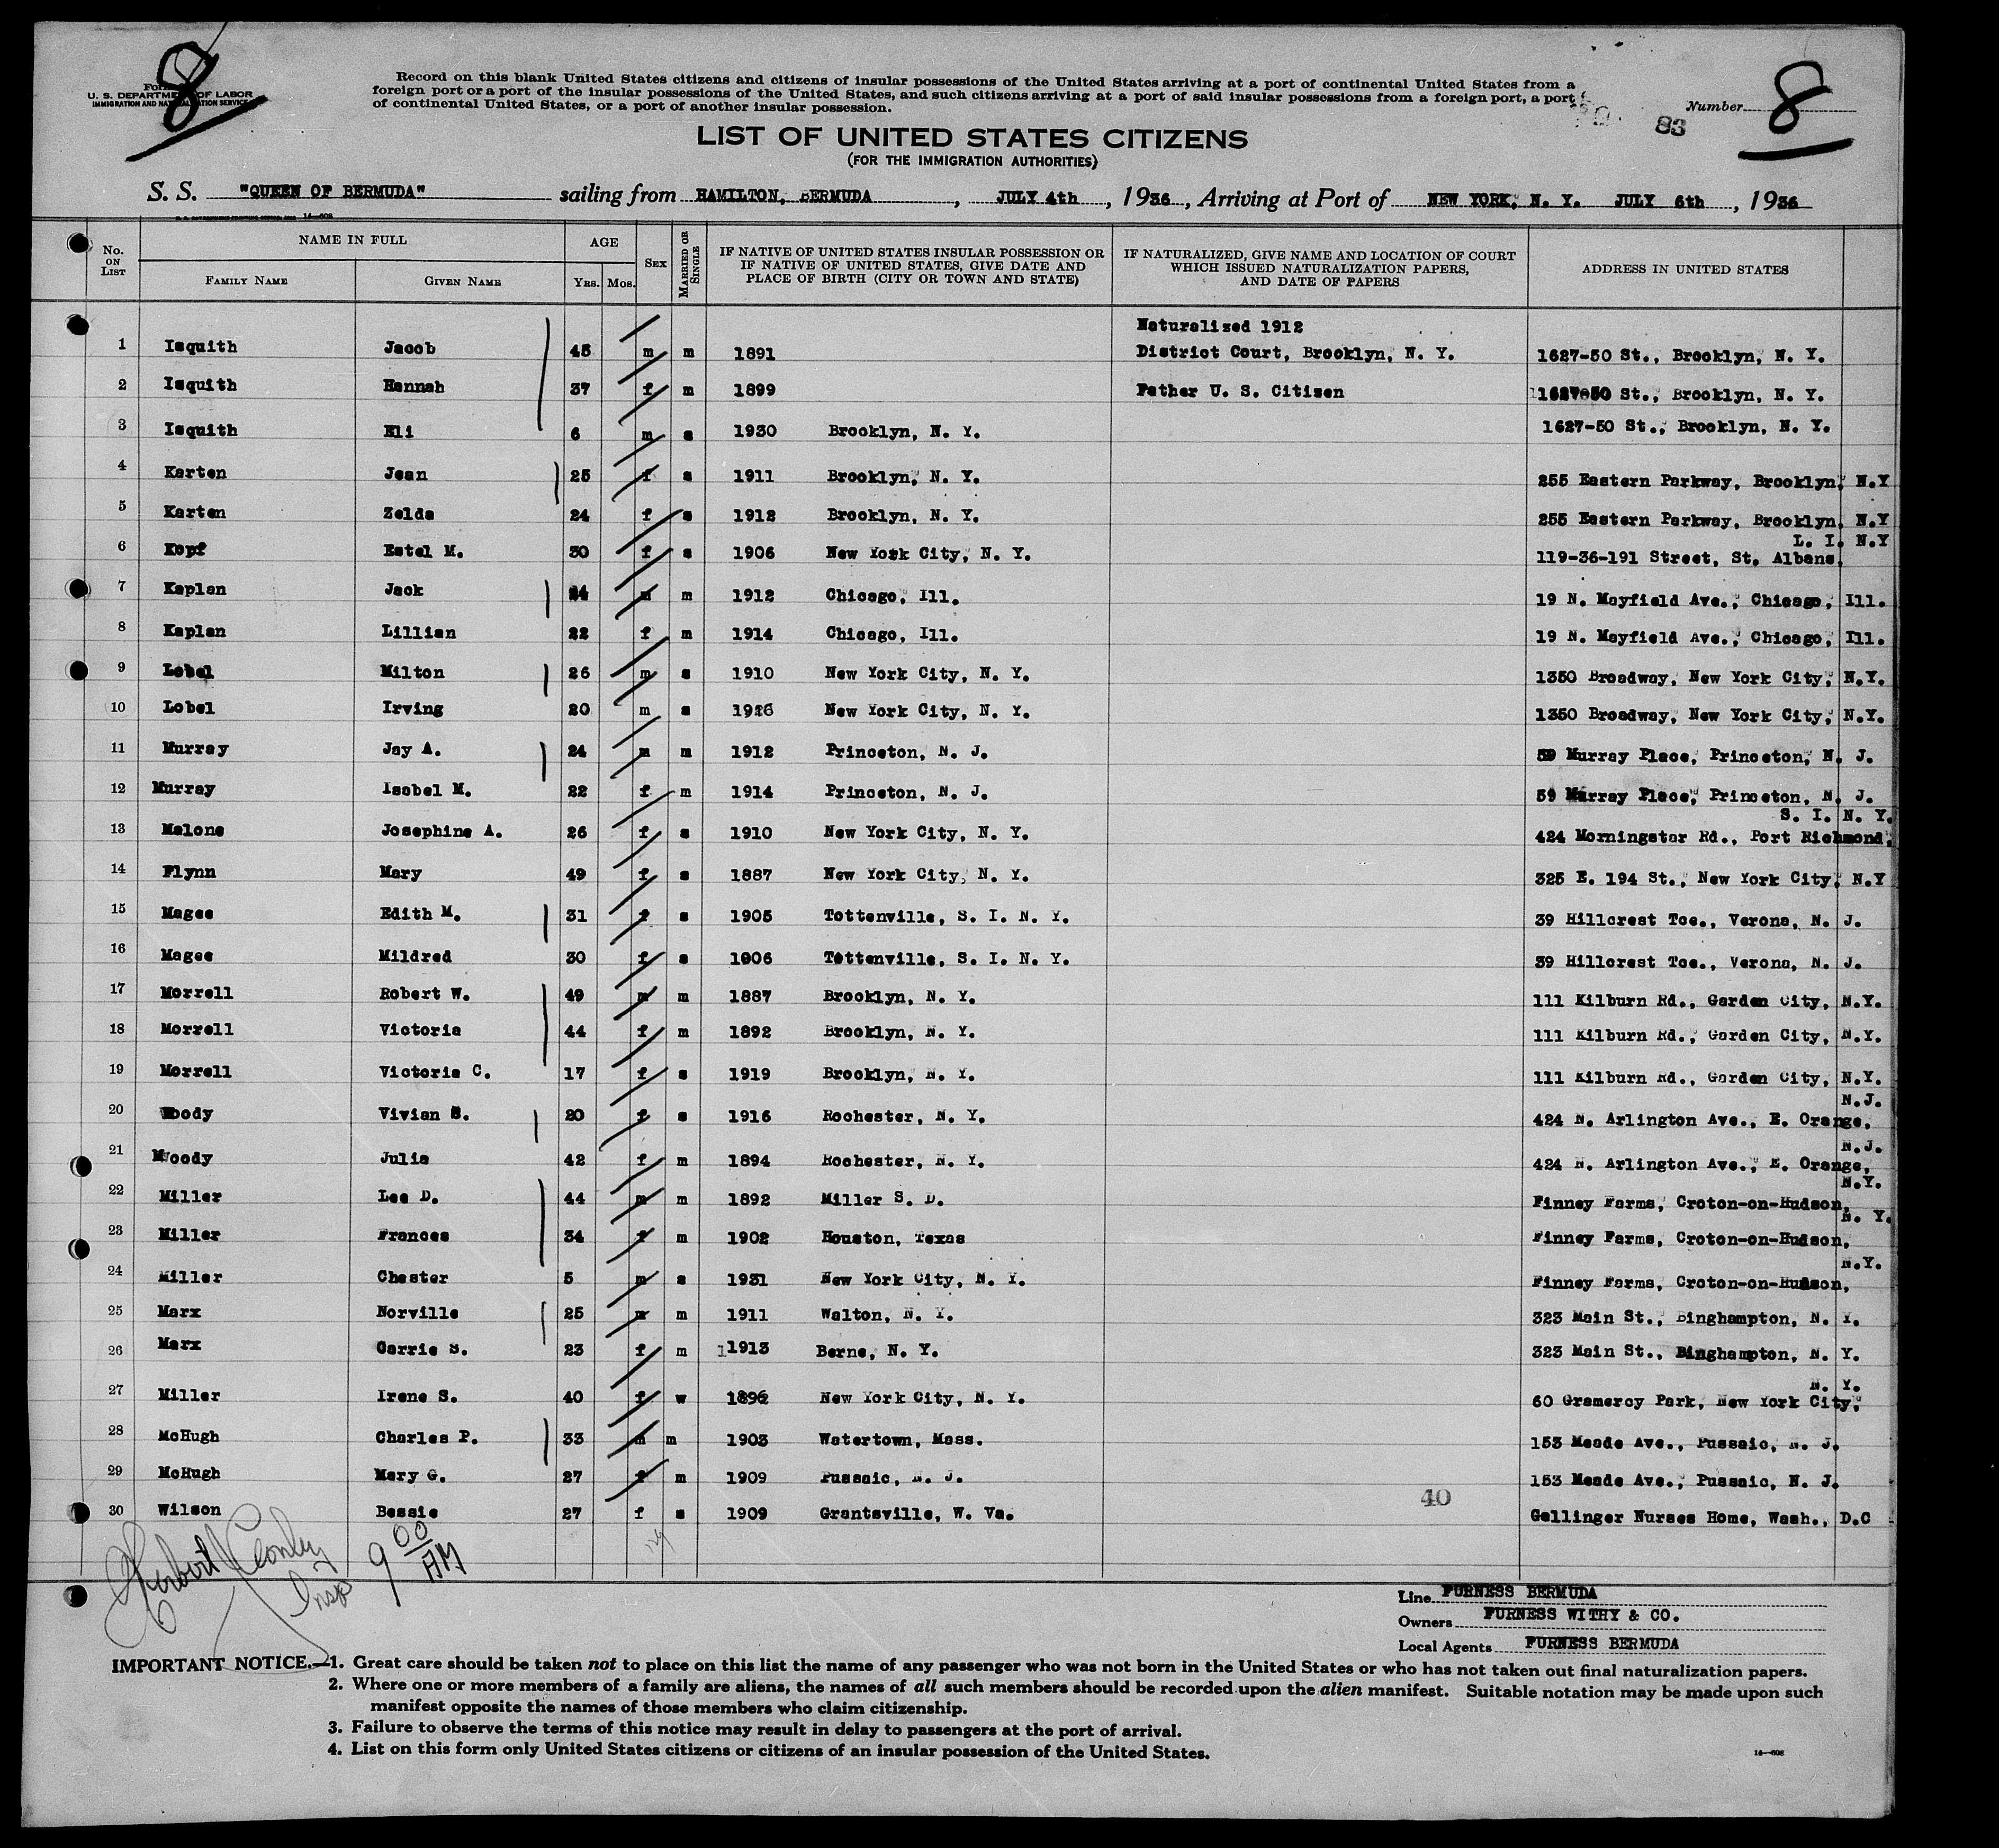 8
Form
U. S. DEPARTMENT OF LABOR
IMMIGRATION AND NATURALIZATION SERVICE
Record on this blank United States citizens and citizens of insular possessions of the United States arriving at a port of continental United States from a
foreign port or a port of the insular possessions of the United States, and such citizens arriving at a port of said insular possessions from a foreign port, a port
of continental United States, or a port of another insular possession.
Number 8
83
LIST OF UNITED STATES CITIZENS
(FOR THE IMMIGRATION AUTHORITIES)
S. S. "QUEEN OF BERMUDA" sailing from HAMILTON, BERMUDA, JULY 4th, 1936, Arriving at Port of NEW YORK, N. Y. JULY 6th, 1936
14—608
No. ON LIST
NAME IN FULL
FAMILY NAME
GIVEN NAME
AGE
YRS. MOS.
SEX
MARRIED OR SINGLE
IF NATIVE OF UNITED STATES INSULAR POSSESSION OR
IF NATIVE OF UNITED STATES, GIVE DATE AND
PLACE OF BIRTH (CITY OR TOWN AND STATE)
IF NATURALIZED, GIVE NAME AND LOCATION OF COURT
WHICH ISSUED NATURALIZATION PAPERS,
AND DATE OF PAPERS
ADDRESS IN UNITED STATES
Naturalized 1912
1 Isquith Jacob 45 m m 1891 District Court, Brooklyn, N. Y. 1627-50 St., Brooklyn, N. Y.
2 Isquith Hannah 37 f m 1899 Father U. S. Citizen 1627-50 St., Brooklyn, N. Y.
3 Isquith Eli 6 m s 1930 Brooklyn, N. Y. 1627-50 St., Brooklyn, N. Y.
4 Karten Jean 25 f s 1911 Brooklyn, N. Y. 255 Eastern Parkway, Brooklyn, N.Y
5 Karten Zelda 24 f s 1912 Brooklyn, N. Y. 255 Eastern Parkway, Brooklyn, N.Y
L. I. N.Y
6 Kopf Estel M. 30 f s 1906 New York City, N. Y. 119-36-191 Street, St. Albans,
7 Kaplan Jack 24 m m 1912 Chicago, Ill. 19 N. Mayfield Ave., Chicago, Ill.
8 Kaplan Lillian 22 f m 1914 Chicago, Ill. 19 N. Mayfield Ave., Chicago, Ill.
9 Lobel Milton 26 m s 1910 New York City, N. Y. 1350 Broadway, New York City, N.Y.
10 Lobel Irving 20 m s 1916 New York City, N. Y. 1350 Broadway, New York City, N.Y.
11 Murray Jay A. 24 m m 1912 Princeton, N. J. 59 Murray Place, Princeton, N. J.
12 Murray Isabel M. 22 f m 1914 Princeton, N. J. 59 Murray Place, Princeton, N. J.
S. I. N. Y.
13 Malone Josephine A. 26 f s 1910 New York City, N. Y. 424 Morningstar Rd., Port Richmond,
14 Flynn Mary 49 f s 1887 New York City, N. Y. 325 E. 194 St., New York City, N.Y
15 Magee Edith M. 31 f s 1905 Tottenville, S. I. N. Y. 39 Hillcrest Tce., Verona, N. J.
16 Magee Mildred 30 f s 1906 Tottenville, S. I. N. Y. 39 Hillcrest Tce., Verona, N. J.
17 Morrell Robert W. 49 m m 1887 Brooklyn, N. Y. 111 Kilburn Rd., Garden City, N.Y.
18 Morrell Victoria 44 f m 1892 Brooklyn, N. Y. 111 Kilburn Rd., Garden City, N.Y.
19 Morrell Victoria C. 17 f s 1919 Brooklyn, N. Y. 111 Kilburn Rd., Garden City, N.Y.
N.J.
20 Moody Vivian S. 20 f s 1916 Rochester, N. Y. 424 N. Arlington Ave., E. Orange,
N.J.
21 Moody Julia 42 f m 1894 Rochester, N. Y. 424 N. Arlington Ave., E. Orange,
N.Y.
22 Miller Lee D. 44 m m 1892 Miller S. D. Finney Farms, Croton-on-Hudson,
N. Y.
23 Miller Frances 34 f m 1902 Houston, Texas Finney Farms, Croton-on-Hudson,
N.Y.
24 Miller Chester 5 m s 1931 New York City, N. Y. Finney Farms, Croton-on-Hudson,
25 Marx Norville 25 m m 1911 Walton, N. Y. 323 Main St., Binghampton, N. Y.
26 Marx Carrie S. 23 f m 1913 Berne, N. Y. 323 Main St., Binghampton, N. Y.
N. Y.
27 Miller Irene S. 40 f w 1896 New York City, N. Y. 60 Gramercy Park, New York City,
28 McHugh Charles P. 33 m m 1903 Watertown, Mass. 153 Meade Ave., Passaic, N. J.
29 McHugh Mary G. 27 f m 1909 Passaic, N. J. 153 Meade Ave., Passaic, N. J.
40
30 Wilson Bessie 27 f s 1909 Grantsville, W. Va. Gallinger Nurses Home, Wash., D.C
Insp 9 00 AM
Line FURNESS BERMUDA
Owners FURNESS WITHY & CO.
Local Agents FURNESS BERMUDA
IMPORTANT NOTICE.—1. Great care should be taken not to place on this list the name of any passenger who was not born in the United States or who has not taken out final naturalization papers.
2. Where one or more members of a family are aliens, the names of all such members should be recorded upon the alien manifest. Suitable notation may be made upon such
manifest opposite the names of those members who claim citizenship.
3. Failure to observe the terms of this notice may result in delay to passengers at the port of arrival.
4. List on this form only United States citizens or citizens of an insular possession of the United States.
14—608